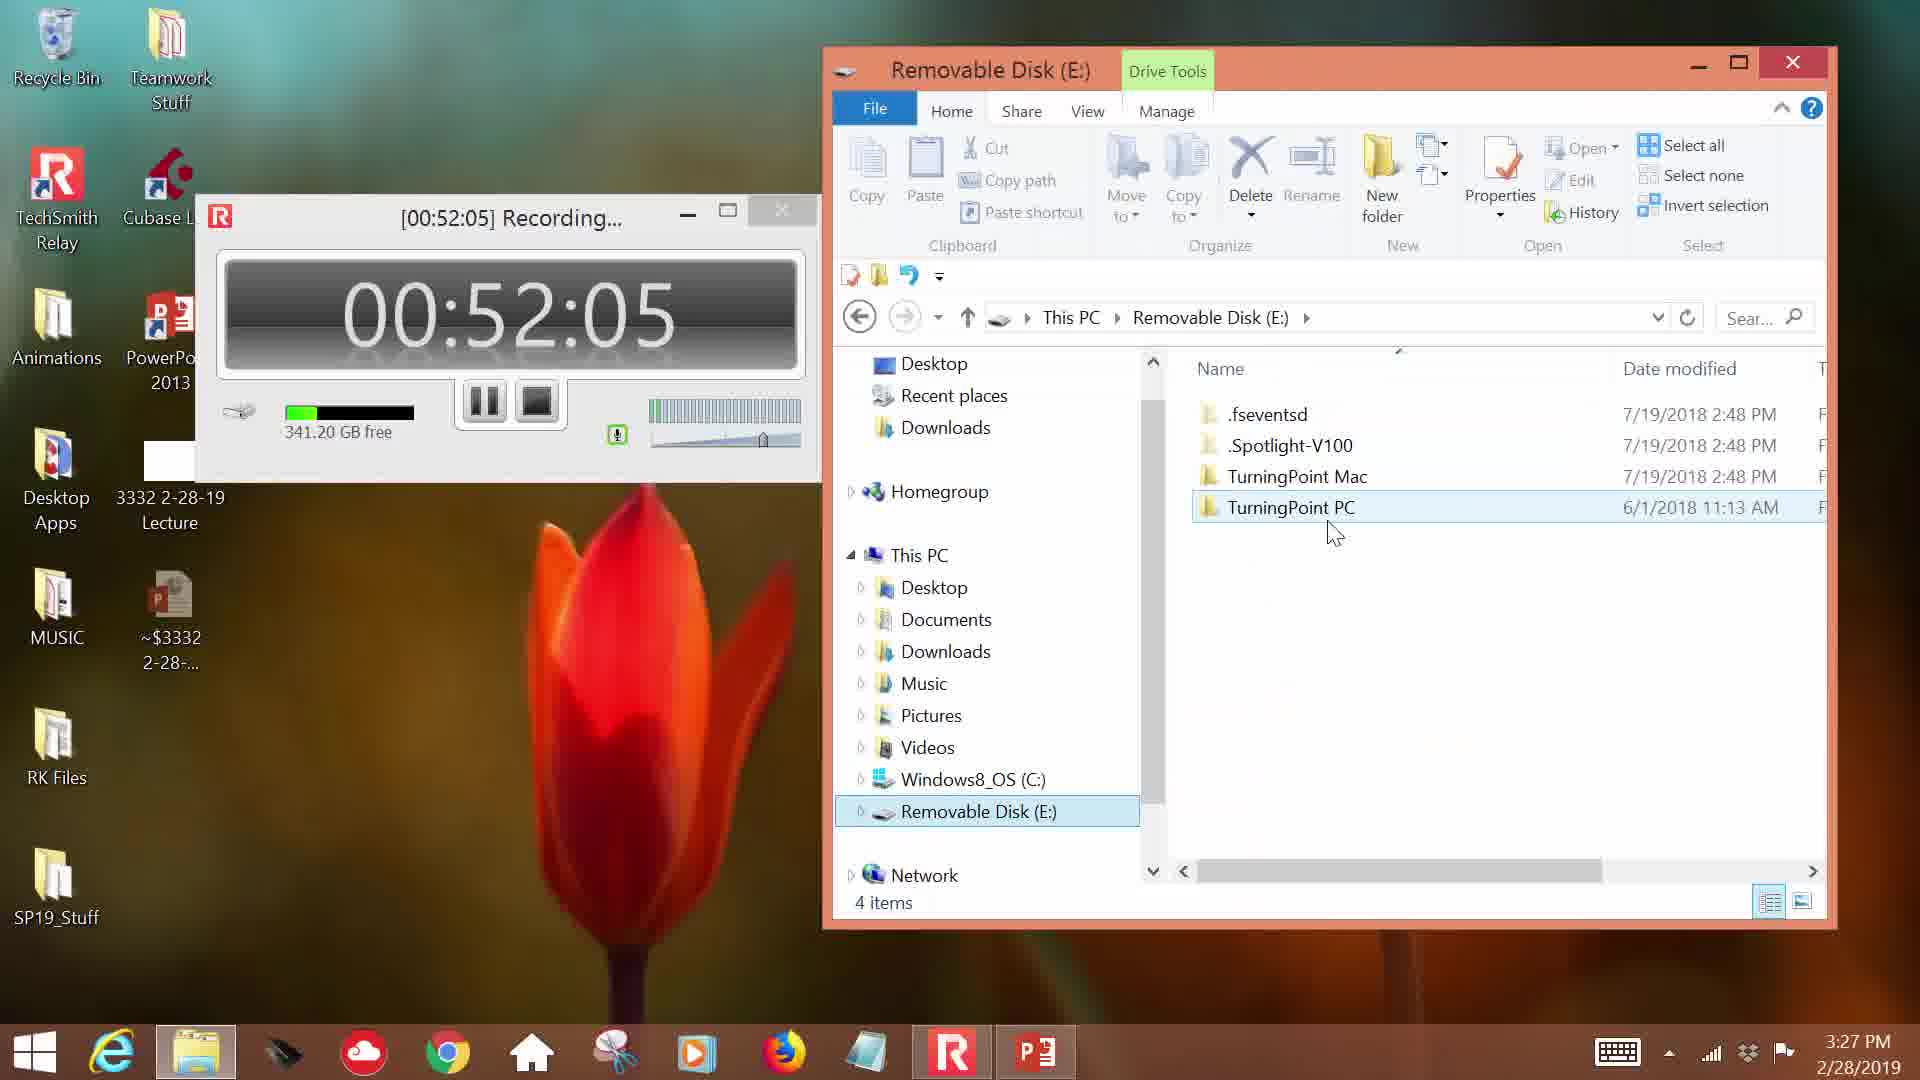 Recycle Bin
Teamwork
Stuff
TechSmith
Relay
Cubase L
Animations
PowerPo
2013
Desktop
Apps
3332 2-28-19
Lecture
MUSIC
~$3332
2-28-...
RK Files
SP19_Stuff
[00:52:05] Recording...
00:52:05
341.20 GB free
Removable Disk (E:)
Drive Tools
File
Home
Share
View
Manage
Copy
Paste
Cut
Copy path
Paste shortcut
Clipboard
Move
to
Copy
to
Delete
Rename
Organize
New
folder
New
Properties
Open
Edit
History
Open
Select all
Select none
Invert selection
Select
This PC
Removable Disk (E:)
Sear...
Desktop
Recent places
Downloads
Homegroup
This PC
Desktop
Documents
Downloads
Music
Pictures
Videos
Windows8_OS (C:)
Removable Disk (E:)
Network
Name Date modified T
.fseventsd 7/19/2018 2:48 PM F
.Spotlight-V100 7/19/2018 2:48 PM F
TurningPoint Mac 7/19/2018 2:48 PM F
TurningPoint PC 6/1/2018 11:13 AM F
4 items
3:27 PM
2/28/2019